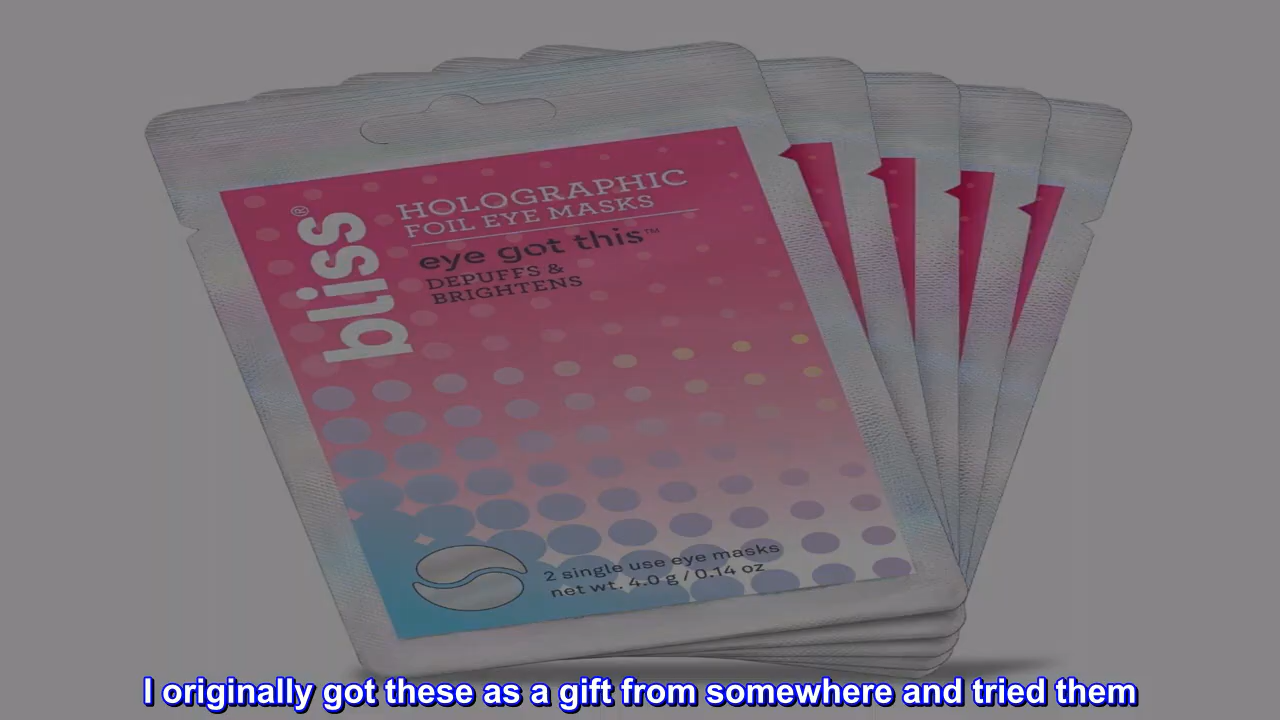 bliss®
HOLOGRAPHIC
FOIL EYE MASKS
eye got this™
DEPUFFS &
BRIGHTENS
2 single use eye masks
net wt. 4.0 g / 0.14 oz
I originally got these as a gift from somewhere and tried them